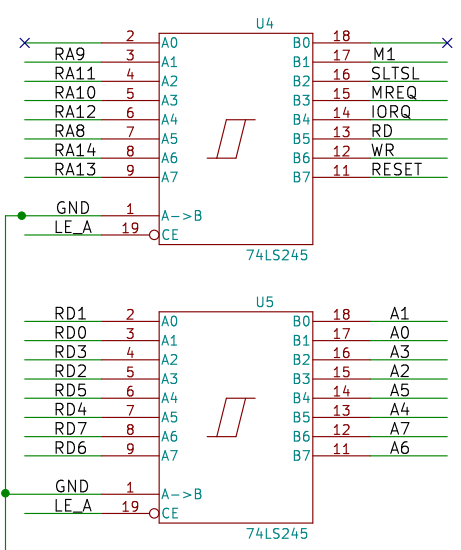 U4
2 A0 B0 18
RA9 3 A1 B1 17 M1
RA11 4 A2 B2 16 SLTSL
RA10 5 A3 B3 15 MREQ
RA12 6 A4 B4 14 IORQ
RA8 7 A5 B5 13 RD
RA14 8 A6 B6 12 WR
RA13 9 A7 B7 11 RESET
GND 1 A->B
LE_A 19 CE
74LS245
U5
RD1 2 A0 B0 18 A1
RD0 3 A1 B1 17 A0
RD3 4 A2 B2 16 A3
RD2 5 A3 B3 15 A2
RD5 6 A4 B4 14 A5
RD4 7 A5 B5 13 A4
RD7 8 A6 B6 12 A7
RD6 9 A7 B7 11 A6
GND 1 A->B
LE_A 19 CE
74LS245